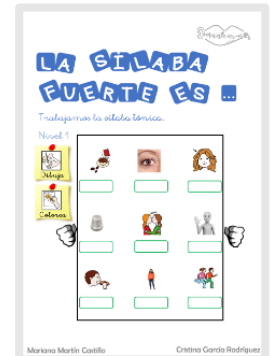 LA SÍLABA
FUERTE ES ...
Trabajamos la sílaba tónica.
Nivel 1
Dibuja
Colorea
Mariana Martín Castillo
Cristina García Rodríguez